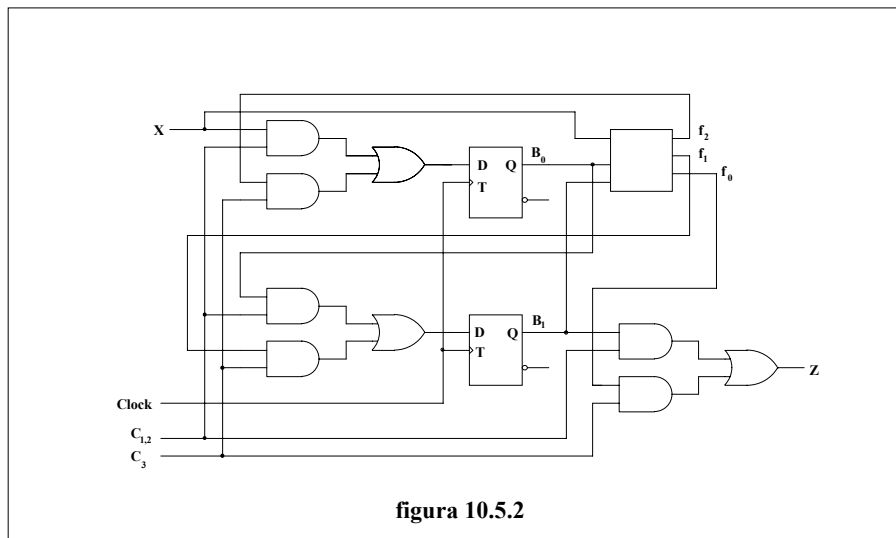 X
f₂
f₁
f₀
D Q
T
B₀
D Q
T
B₁
Z
Clock
C₁,₂
C₃
figura 10.5.2